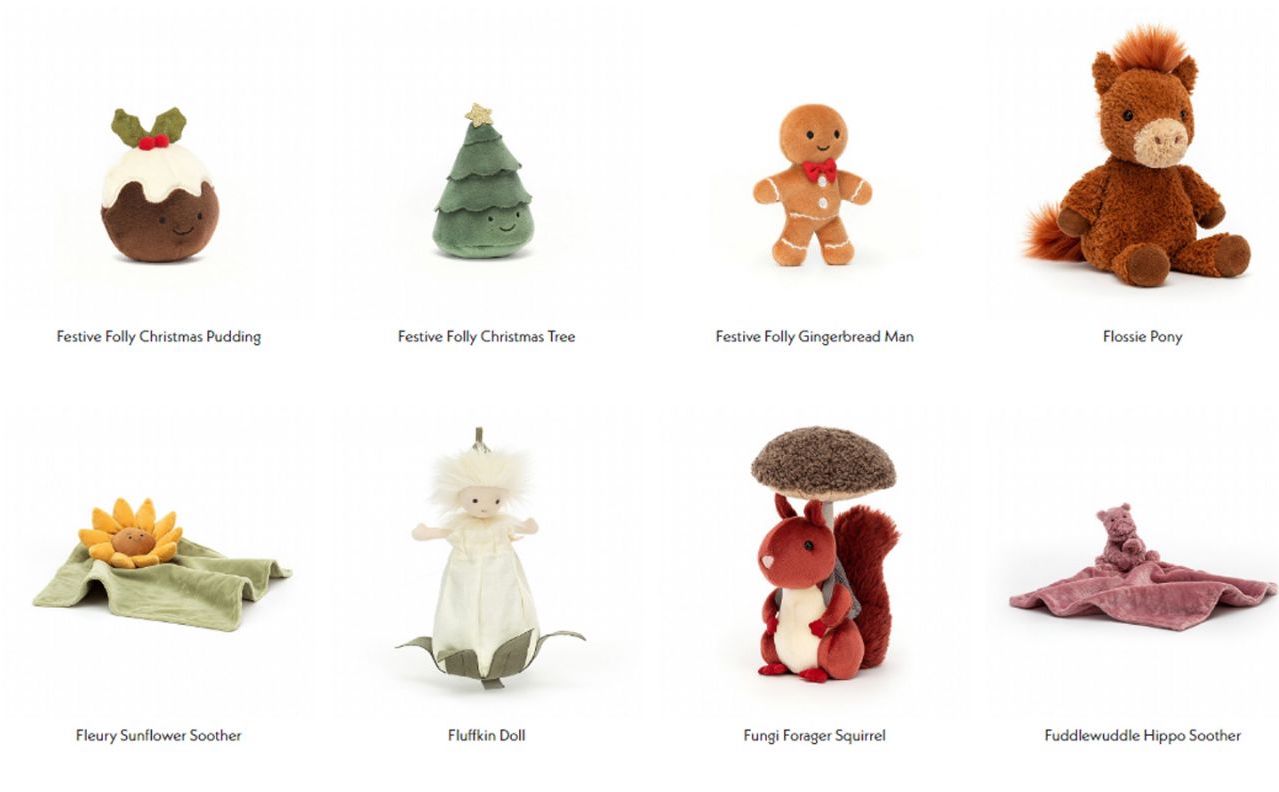 Festive Folly Christmas Pudding
Festive Folly Christmas Tree
Festive Folly Gingerbread Man
Flossie Pony
Fleury Sunflower Soother
Fluffkin Doll
Fungi Forager Squirrel
Fuddlewuddle Hippo Soother